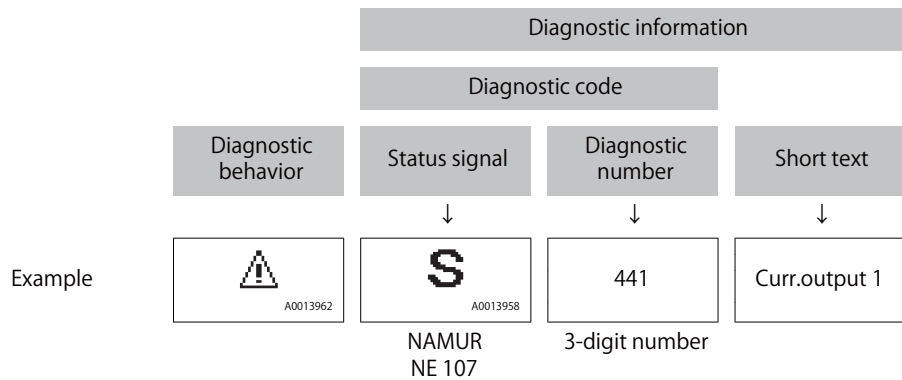 Diagnostic information
Diagnostic code
Diagnostic
behavior
Status signal
Diagnostic
number
Short text
↓ ↓ ↓
Example
A0013962
S
A0013958
441
Curr.output 1
NAMUR
NE 107
3-digit number